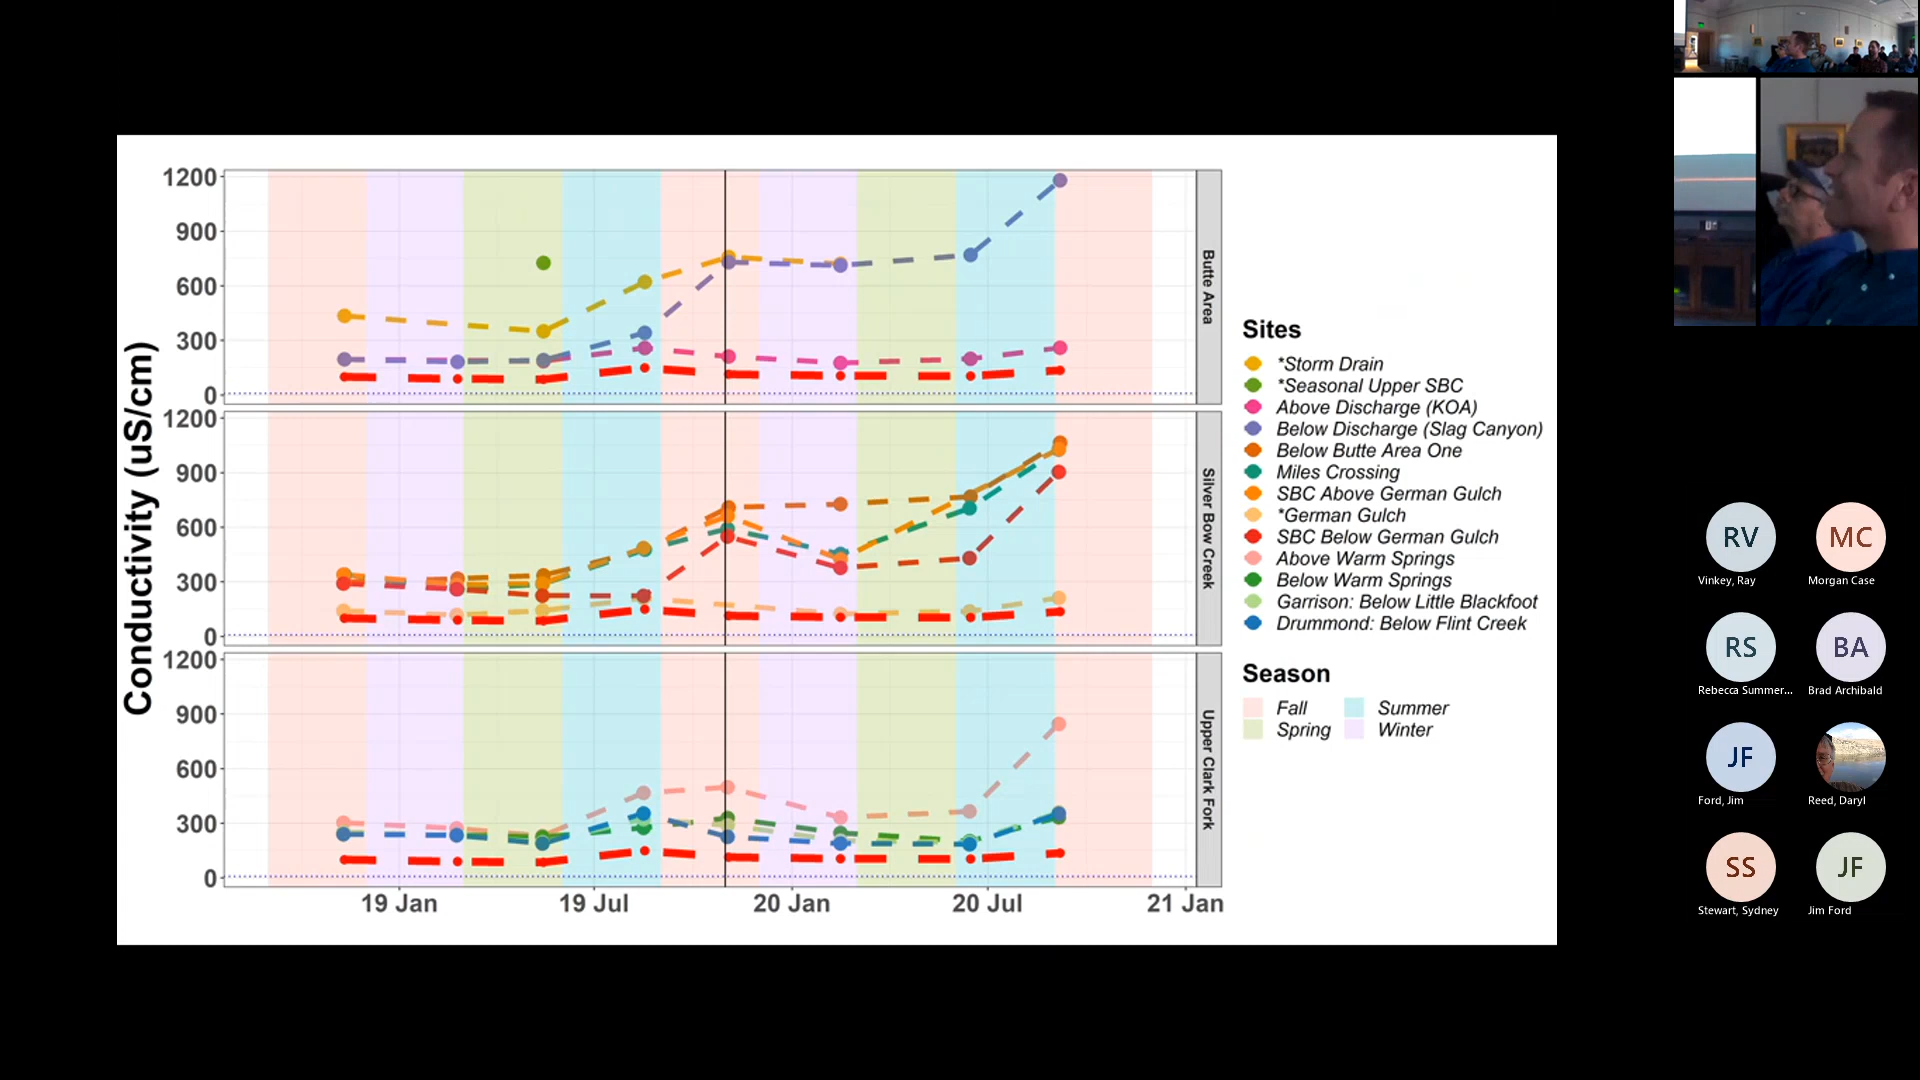 Conductivity (uS/cm)
1200
900
600
300
0
Butte Area
1200
900
600
300
0
Silver Bow Creek
1200
900
600
300
0
Upper Clark Fork
19 Jan
19 Jul
20 Jan
20 Jul
21 Jan
Sites
*Storm Drain
*Seasonal Upper SBC
Above Discharge (KOA)
Below Discharge (Slag Canyon)
Below Butte Area One
Miles Crossing
SBC Above German Gulch
*German Gulch
SBC Below German Gulch
Above Warm Springs
Below Warm Springs
Garrison: Below Little Blackfoot
Drummond: Below Flint Creek
Season
Fall
Summer
Spring
Winter
RV
MC
Vinkey, Ray
Morgan Case
RS
BA
Rebecca Summer...
Brad Archibald
JF
Ford, Jim
Reed, Daryl
SS
JF
Stewart, Sydney
Jim Ford